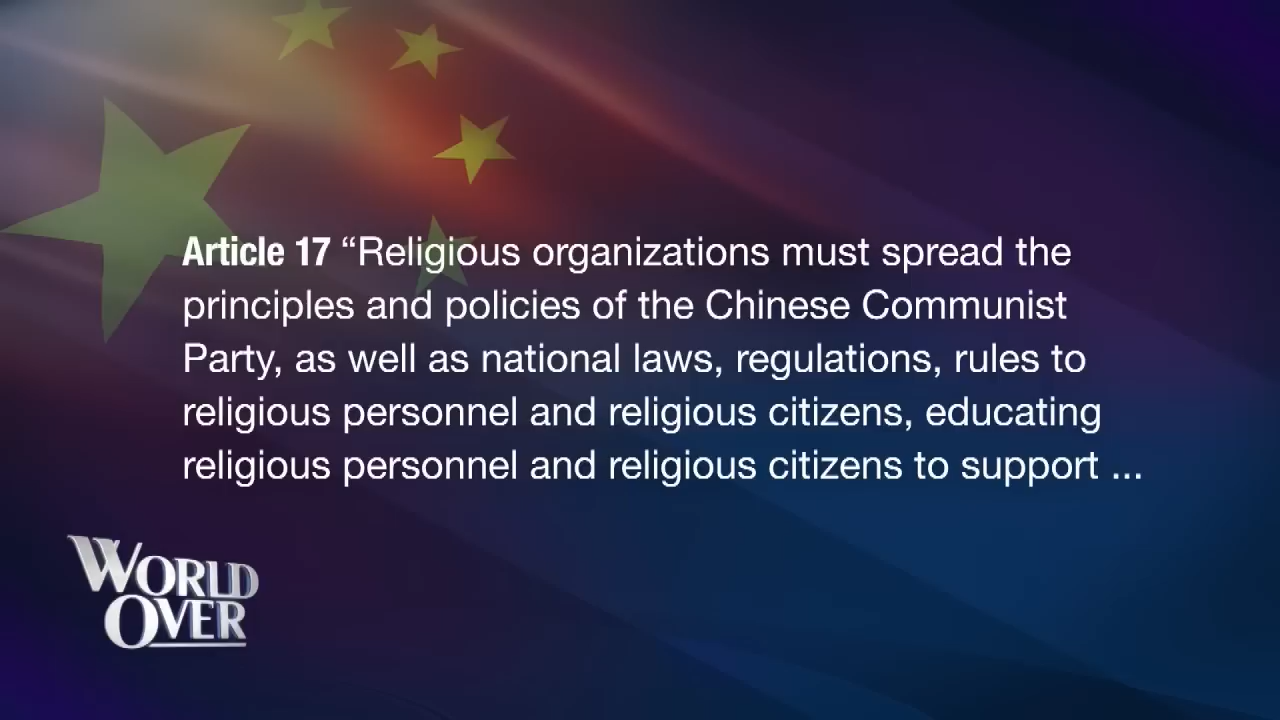 Article 17 “Religious organizations must spread the
principles and policies of the Chinese Communist
Party, as well as national laws, regulations, rules to
religious personnel and religious citizens, educating
religious personnel and religious citizens to support ...
WORLD
OVER